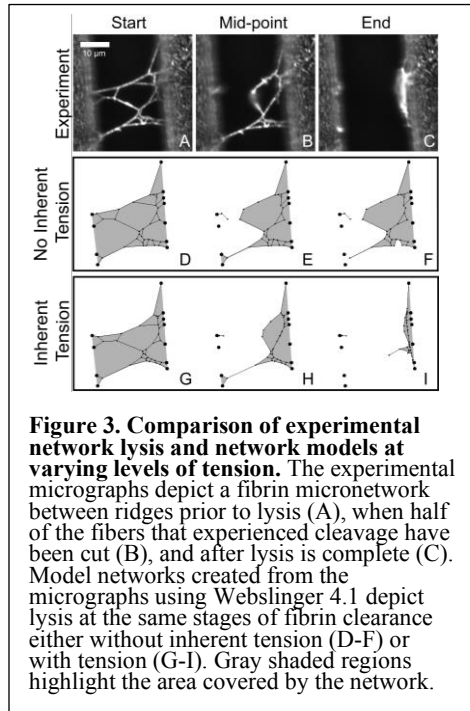 Start Mid-point End
10 µm
Experiment
A B C
No Inherent
Tension
D E F
Inherent
Tension
G H I
Figure 3. Comparison of experimental
network lysis and network models at
varying levels of tension. The experimental
micrographs depict a fibrin micronetwork
between ridges prior to lysis (A), when half
of the fibers that experienced cleavage have
been cut (B), and after lysis is complete (C).
Model networks created from the
micrographs using Webslinger 4.1 depict
lysis at the same stages of fibrin clearance
either without inherent tension (D-F) or
with tension (G-I). Gray shaded regions
highlight the area covered by the network.